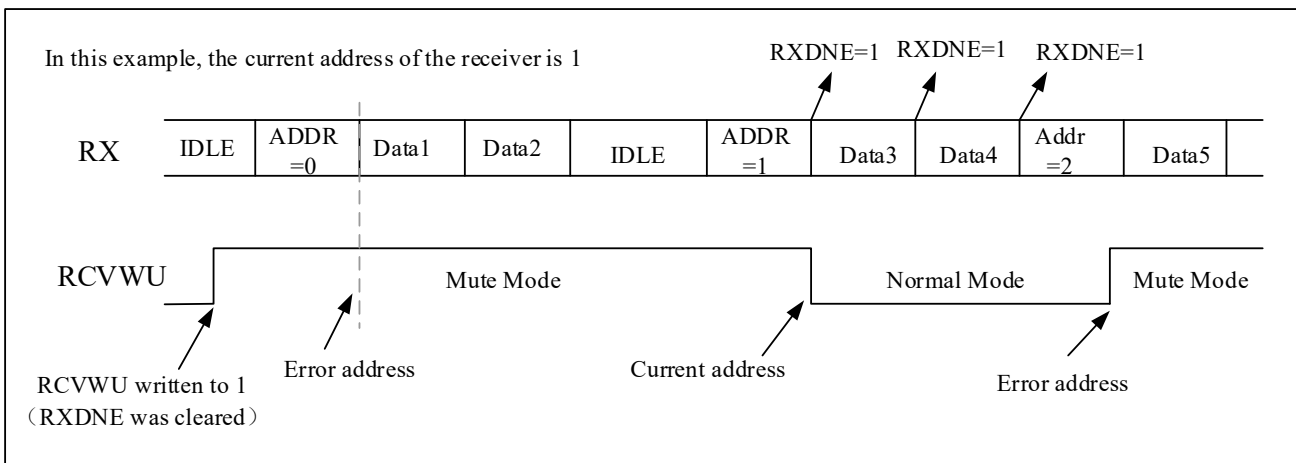 In this example, the current address of the receiver is 1
RXDNE=1
RXDNE=1
RXDNE=1
RX
IDLE
ADDR
=0
Data1
Data2
IDLE
ADDR
=1
Data3
Data4
Addr
=2
Data5
RCVWU
Mute Mode
Normal Mode
Mute Mode
Error address
Current address
Error address
RCVWU written to 1
（RXDNE was cleared）